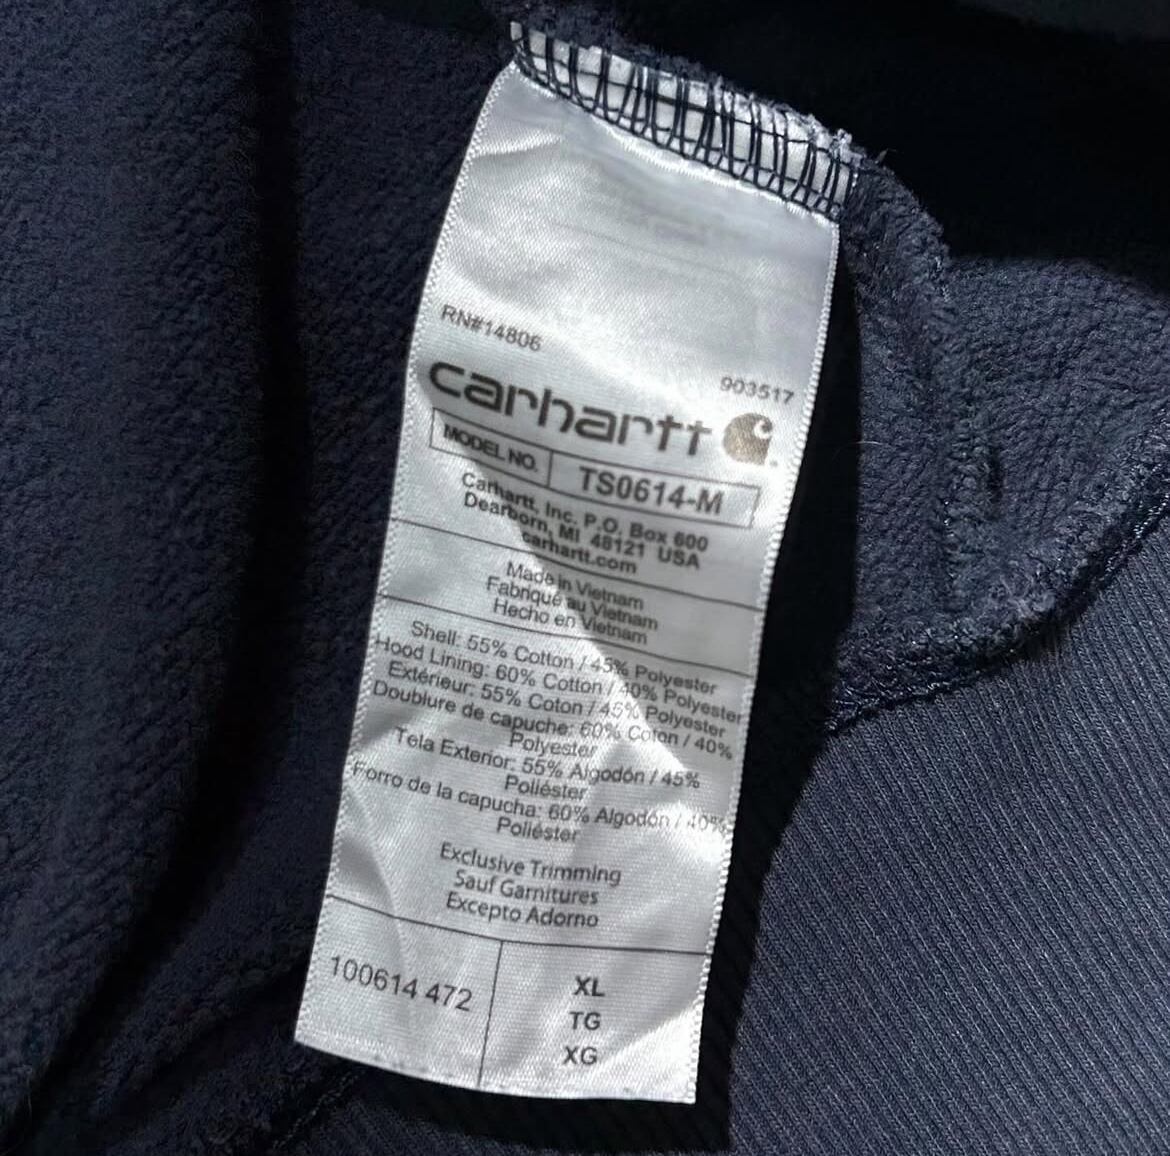 RN#14806
903517
carhartt
MODEL NO. TS0614-M
Carhartt, Inc. P.O. Box 600
Dearborn, MI 48121 USA
carhartt.com
Made in Vietnam
Fabriqué au Vietnam
Hecho en Vietnam
Shell: 55% Cotton / 45% Polyester
Hood Lining: 60% Cotton / 40% Polyester
Extérieur: 55% Coton / 45% Polyester
Doublure de capuche: 60% Coton / 40%
Polyester
Tela Exterior: 55% Algodón / 45%
Poliéster
Forro de la capucha: 60% Algodón / 40%
Poliéster
Exclusive Trimming
Sauf Garnitures
Excepto Adorno
100614 472
XL
TG
XG